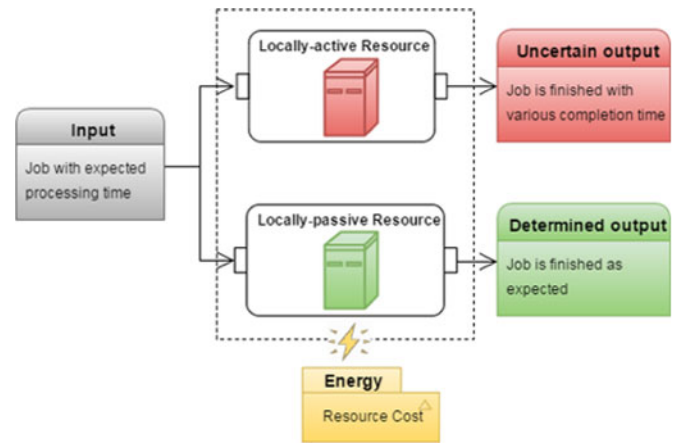 Locally-active Resource
Uncertain output
Job is finished with
various completion time
Input
Job with expected
processing time
Locally-passive Resource
Determined output
Job is finished as
expected
Energy
Resource Cost